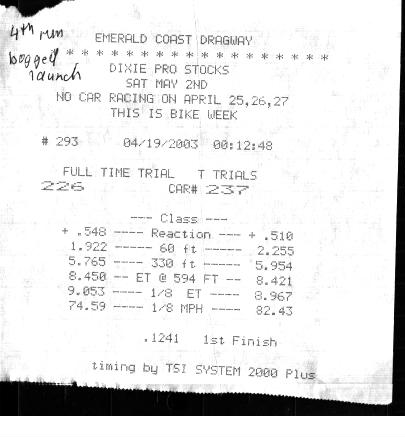 4th run
bogged
launch
EMERALD COAST DRAGWAY
* * * * * * * * * * * * * * * * * *
DIXIE PRO STOCKS
SAT MAY 2ND
NO CAR RACING ON APRIL 25,26,27
THIS IS BIKE WEEK
# 293 04/19/2003 00:12:48
FULL TIME TRIAL T TRIALS
226 CAR# 237
--- Class ---
+ .548 ---- Reaction --- + .510
1.922 ----- 60 ft ---- 2.255
5.765 ---- 330 ft ---- 5.954
8.450 -- ET @ 594 FT -- 8.421
9.053 ---- 1/8 ET ---- 8.967
74.59 ---- 1/8 MPH ---- 82.43
.1241 1st Finish
timing by TSI SYSTEM 2000 Plus